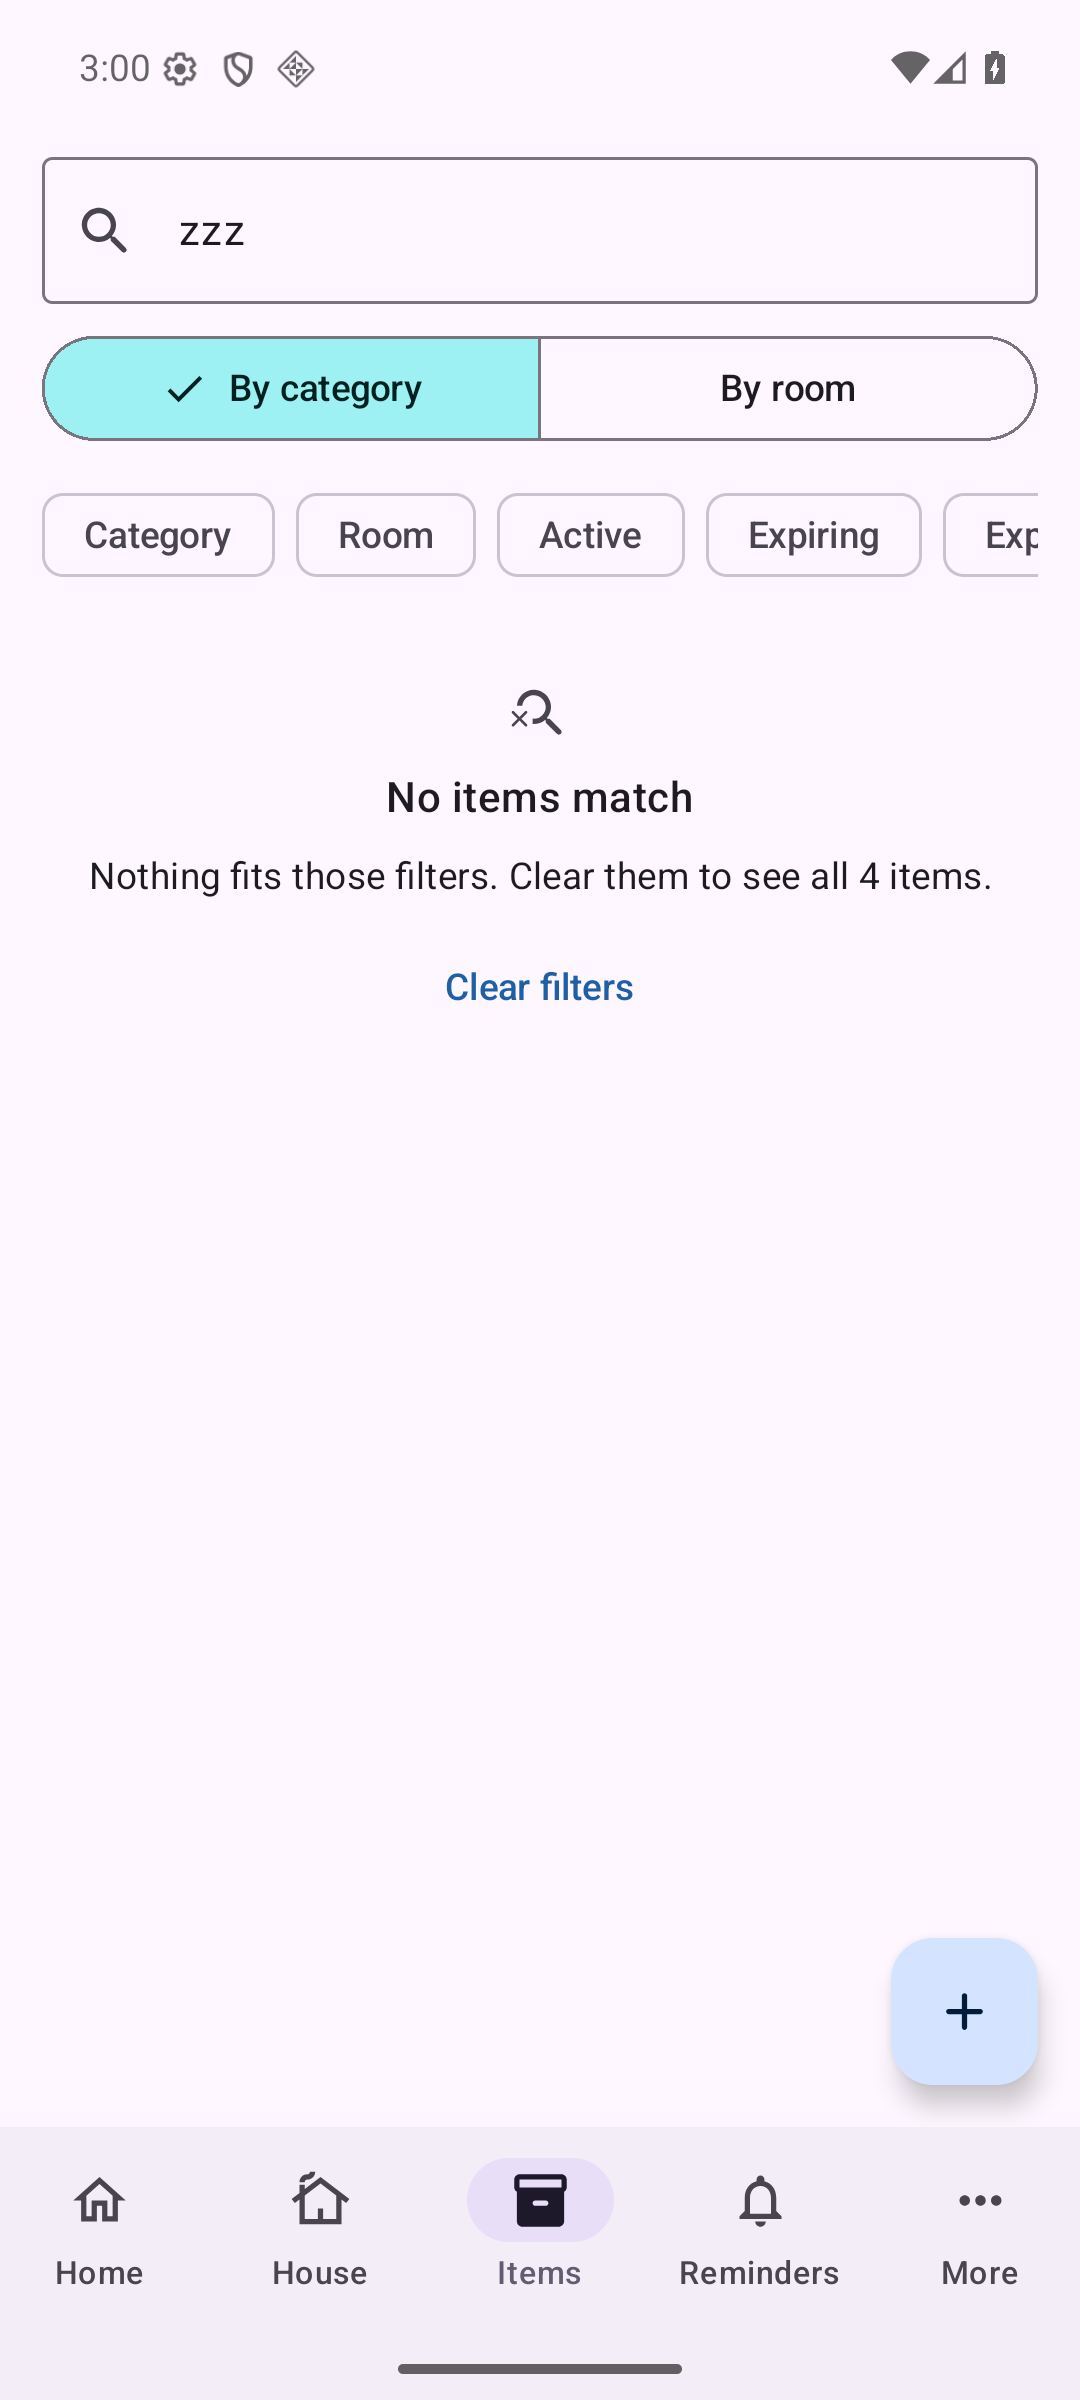 3:00
zzz
By category
By room
Category
Room
Active
Expiring
Exp
No items match
Nothing fits those filters. Clear them to see all 4 items.
Clear filters
Home
House
Items
Reminders
More